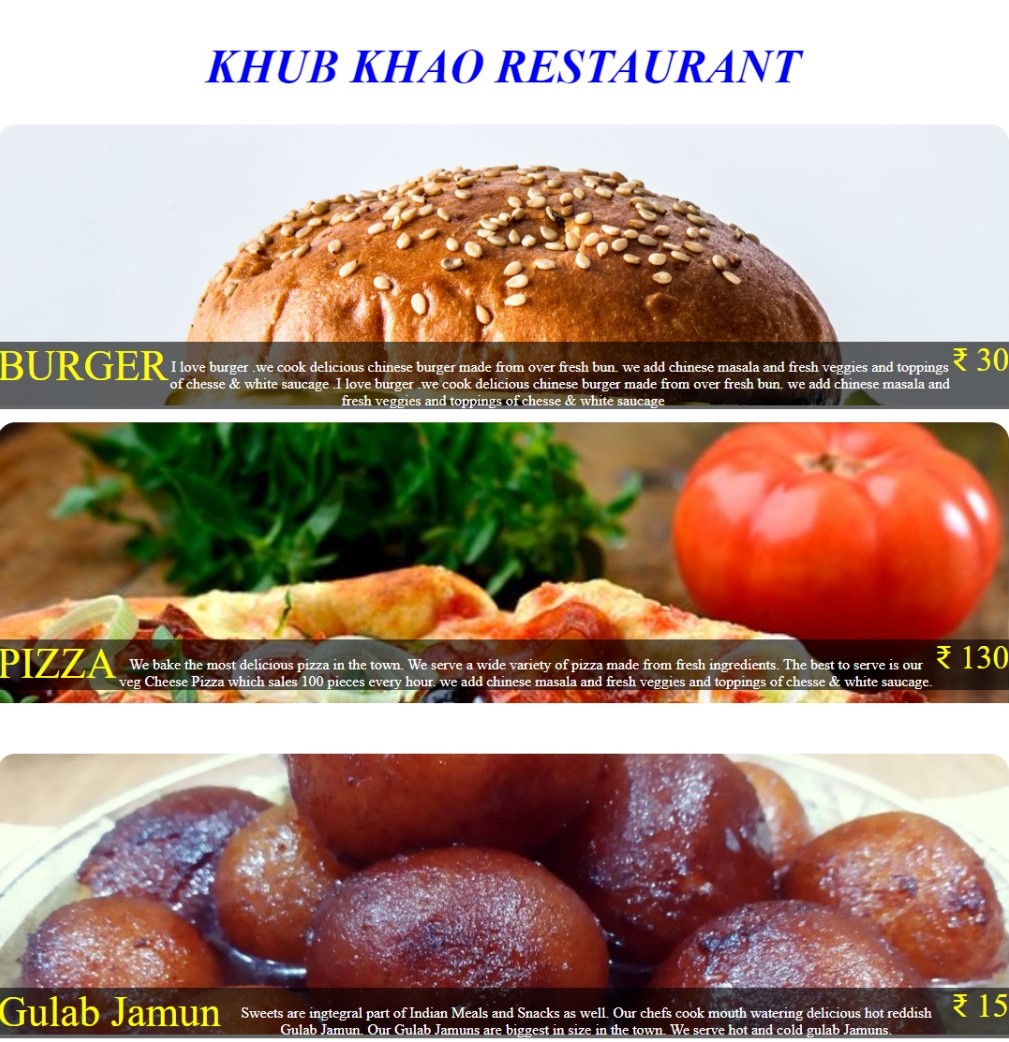 KHUB KHAO RESTAURANT
BURGER
₹ 30
I love burger .we cook delicious chinese burger made from over fresh bun. we add chinese masala and fresh veggies and toppings
of chesse & white saucage .I love burger .we cook delicious chinese burger made from over fresh bun. we add chinese masala and
fresh veggies and toppings of chesse & white saucage
PIZZA
₹ 130
We bake the most delicious pizza in the town. We serve a wide variety of pizza made from fresh ingredients. The best to serve is our
veg Cheese Pizza which sales 100 pieces every hour. we add chinese masala and fresh veggies and toppings of chesse & white saucage.
Gulab Jamun
₹ 15
Sweets are ingtegral part of Indian Meals and Snacks as well. Our chefs cook mouth watering delicious hot reddish
Gulab Jamun. Our Gulab Jamuns are biggest in size in the town. We serve hot and cold gulab Jamuns.